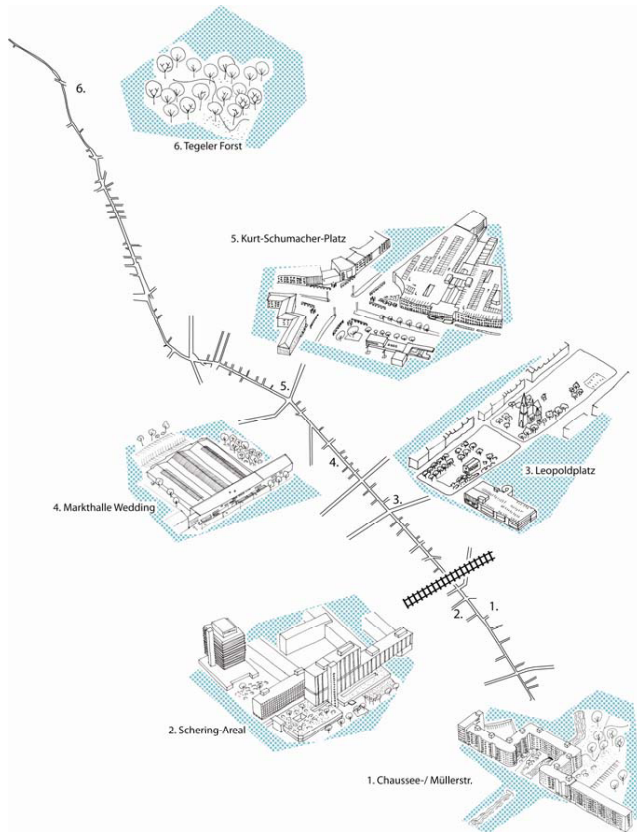 6.
6. Tegeler Forst
5. Kurt-Schumacher-Platz
5.
4.
3. Leopoldplatz
3.
4. Markthalle Wedding
2.
1.
2. Schering-Areal
1. Chaussee-/ Müllerstr.